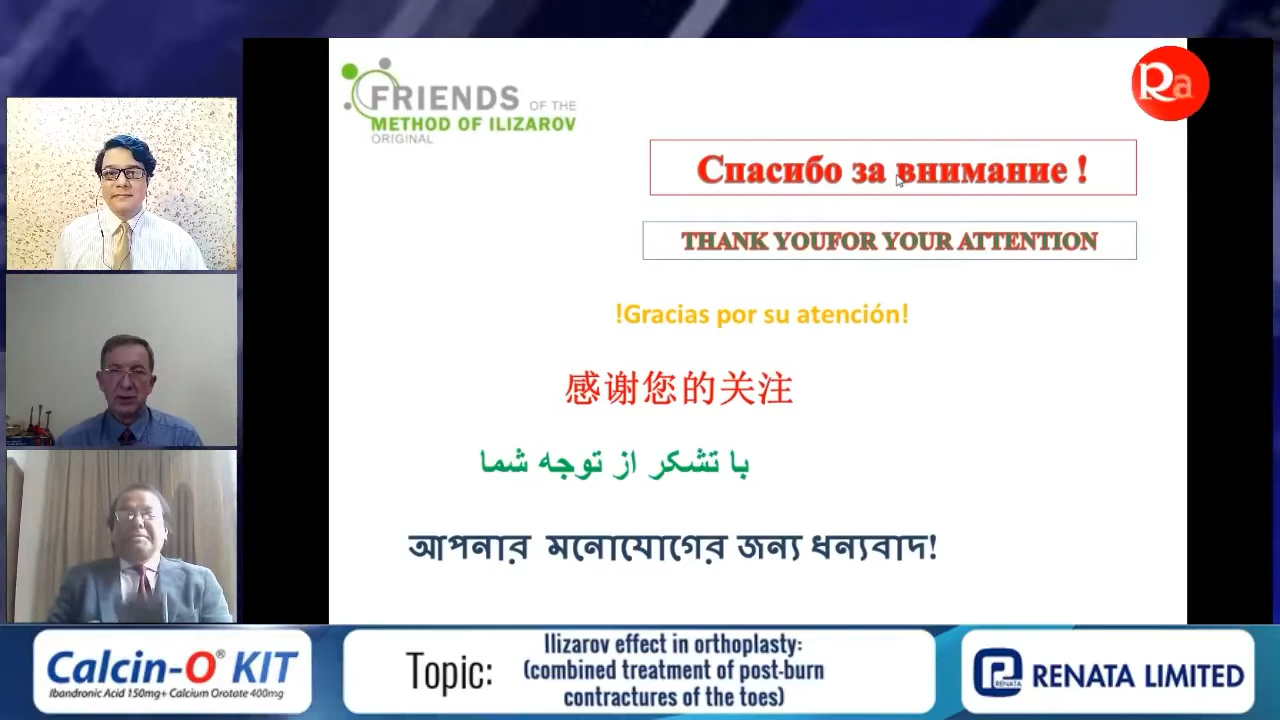 FRIENDS OF THE
METHOD OF ILIZAROV
ORIGINAL
Ra
Спасибо за внимание !
THANK YOUFOR YOUR ATTENTION
!Gracias por su atención!
感谢您的关注
با تشکر از توجه شما
আপনার মনোযোগের জন্য ধন্যবাদ!
Calcin-O® KIT
Ibandronic Acid 150mg+ Calcium Orotate 400mg
Topic:
Ilizarov effect in orthoplasty:
(combined treatment of post-burn
contractures of the toes)
RENATA
RENATA LIMITED